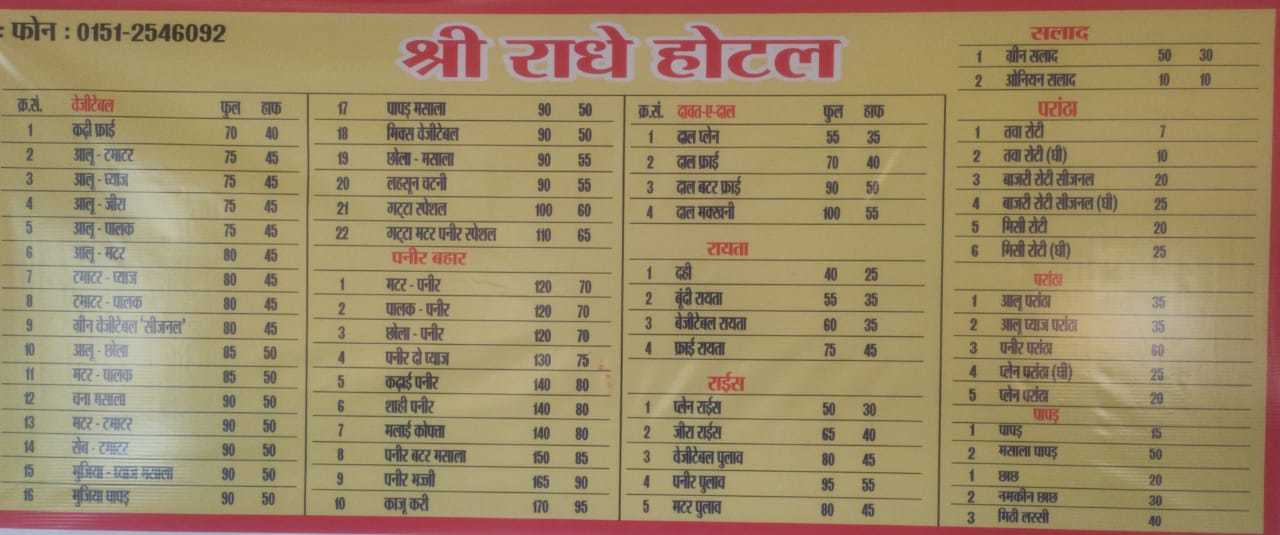 : फोन : 0151-2546092
श्री राधे होटल
क्र.सं. वेजीटेबल फुल हाफ
1 कढ़ी फ्राई 70 40
2 आलू - टमाटर 75 45
3 आलू - प्याज 75 45
4 आलू - जीरा 75 45
5 आलू - पालक 75 45
6 आलू - मटर 80 45
7 टमाटर - प्याज 80 45
8 टमाटर - पालक 80 45
9 ग्रीन वेजीटेबल 'सीजनल' 80 45
10 आलू - छोला 85 50
11 मटर - पालक 85 50
12 चना मसाला 90 50
13 मटर - टमाटर 90 50
14 सेब - टमाटर 90 50
15 भुजिया - प्याज मसाला 90 50
16 भुजिया पापड़ 90 50
17 पापड़ मसाला 90 50
18 मिक्स वेजीटेबल 90 50
19 छोला - मसाला 90 55
20 लहसून चटनी 90 55
21 गट्टा स्पेशल 100 60
22 गट्टा मटर पनीर स्पेशल 110 65
पनीर बहार
1 मटर - पनीर 120 70
2 पालक - पनीर 120 70
3 छोला - पनीर 120 70
4 पनीर दो प्याज 130 75
5 कढ़ाई पनीर 140 80
6 शाही पनीर 140 80
7 मलाई कोफ्ता 140 80
8 पनीर बटर मसाला 150 85
9 पनीर भुज्जी 165 90
10 काजू करी 170 95
क्र.सं. दावत-ए-दाल फुल हाफ
1 दाल प्लेन 55 35
2 दाल फ्राई 70 40
3 दाल बटर फ्राई 90 50
4 दाल मक्खनी 100 55
रायता
1 दही 40 25
2 बूंदी रायता 55 35
3 वेजीटेबल रायता 60 35
4 फ्राई रायता 75 45
राईस
1 प्लेन राईस 50 30
2 जीरा राईस 65 40
3 वेजीटेबल पुलाव 80 45
4 पनीर पुलाव 95 55
5 मटर पुलाव 80 45
सलाद
1 ग्रीन सलाद 50 30
2 ओनियन सलाद 10 10
परांठा
1 तवा रोटी 7
2 तवा रोटी (घी) 10
3 बाजरी रोटी सीजनल 20
4 बाजरी रोटी सीजनल (घी) 25
5 मिसी रोटी 20
6 मिसी रोटी (घी) 25
परांठा
1 आलू परांठा 35
2 आलू प्याज परांठा 35
3 पनीर परांठा 60
4 प्लेन परांठा (घी) 25
5 प्लेन परांठा 20
पापड़
1 पापड़ 15
2 मसाला पापड़ 50
1 छाछ 20
2 नमकीन छाछ 30
3 मिठी लस्सी 40